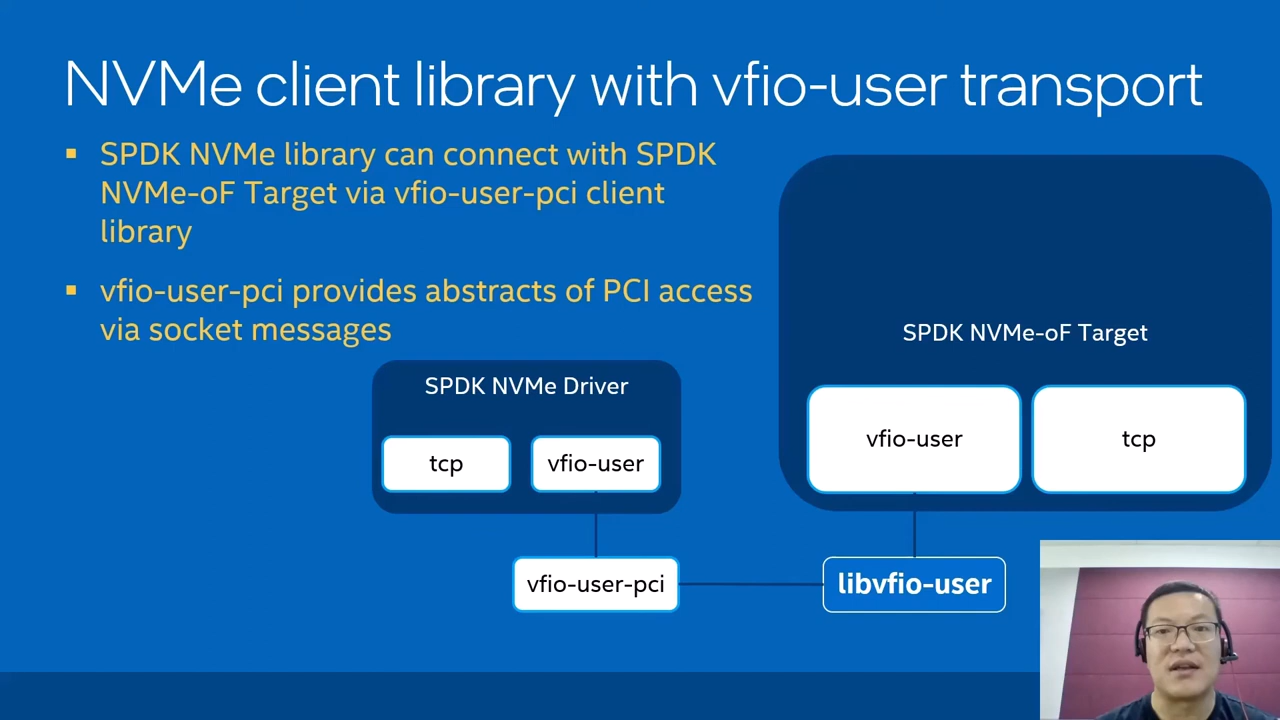 NVMe client library with vfio-user transport
▪ SPDK NVMe library can connect with SPDK
NVMe-oF Target via vfio-user-pci client
library
▪ vfio-user-pci provides abstracts of PCI access
via socket messages
SPDK NVMe Driver
tcp
vfio-user
vfio-user-pci
SPDK NVMe-oF Target
vfio-user
tcp
libvfio-user